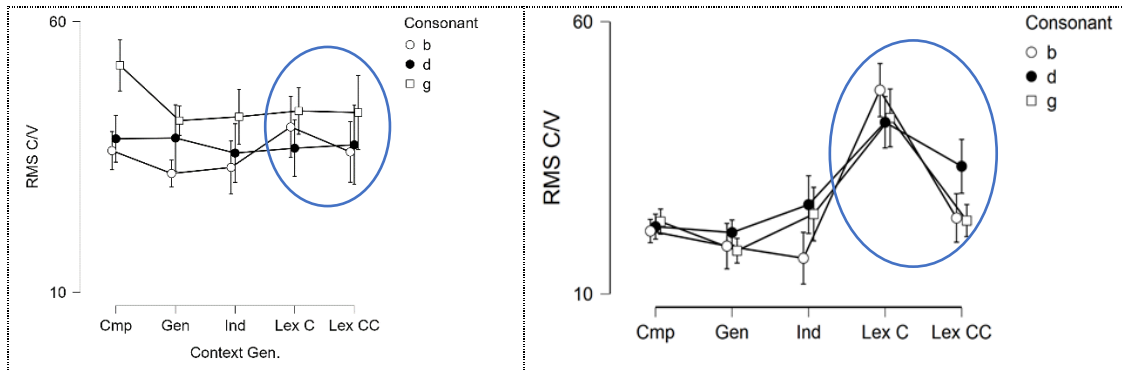 60
Consonant
b
d
g
RMS C/V
10
Cmp Gen Ind Lex C Lex CC
Context Gen.
60
Consonant
b
d
g
RMS C/V
10
Cmp Gen Ind Lex C Lex CC